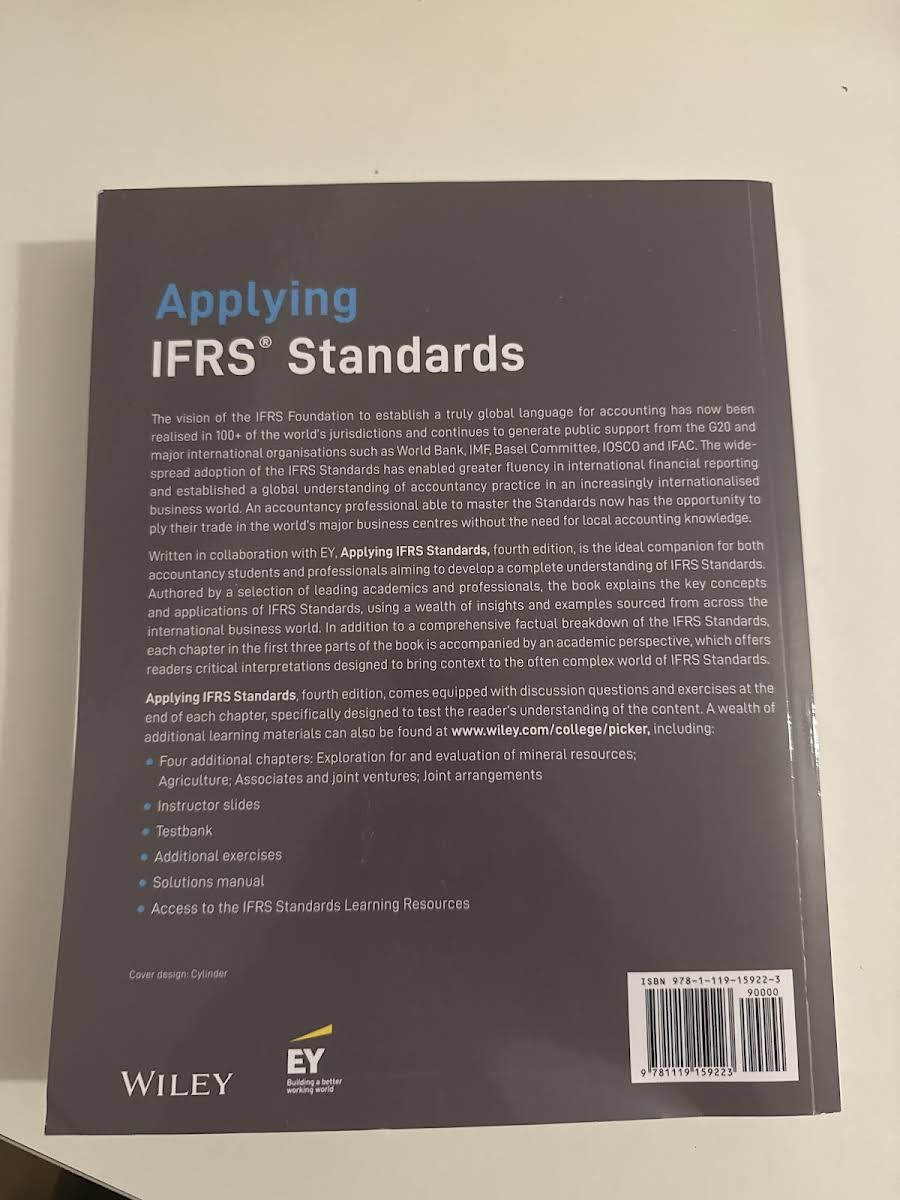 Applying
IFRS® Standards
The vision of the IFRS Foundation to establish a truly global language for accounting has now been
realised in 100+ of the world's jurisdictions and continues to generate public support from the G20 and
major international organisations such as World Bank, IMF, Basel Committee, IOSCO and IFAC. The wide-
spread adoption of the IFRS Standards has enabled greater fluency in international financial reporting
and established a global understanding of accountancy practice in an increasingly internationalised
business world. An accountancy professional able to master the Standards now has the opportunity to
ply their trade in the world's major business centres without the need for local accounting knowledge.
Written in collaboration with EY, Applying IFRS Standards, fourth edition, is the ideal companion for both
accountancy students and professionals aiming to develop a complete understanding of IFRS Standards.
Authored by a selection of leading academics and professionals, the book explains the key concepts
and applications of IFRS Standards, using a wealth of insights and examples sourced from across the
international business world. In addition to a comprehensive factual breakdown of the IFRS Standards,
each chapter in the first three parts of the book is accompanied by an academic perspective, which offers
readers critical interpretations designed to bring context to the often complex world of IFRS Standards.
Applying IFRS Standards, fourth edition, comes equipped with discussion questions and exercises at the
end of each chapter, specifically designed to test the reader's understanding of the content. A wealth of
additional learning materials can also be found at www.wiley.com/college/picker, including:
• Four additional chapters: Exploration for and evaluation of mineral resources;
Agriculture; Associates and joint ventures; Joint arrangements
• Instructor slides
• Testbank
• Additional exercises
• Solutions manual
• Access to the IFRS Standards Learning Resources
Cover design: Cylinder
ISBN 978-1-119-15922-3
90000
9 781119 159223
WILEY
EY
Building a better
working world